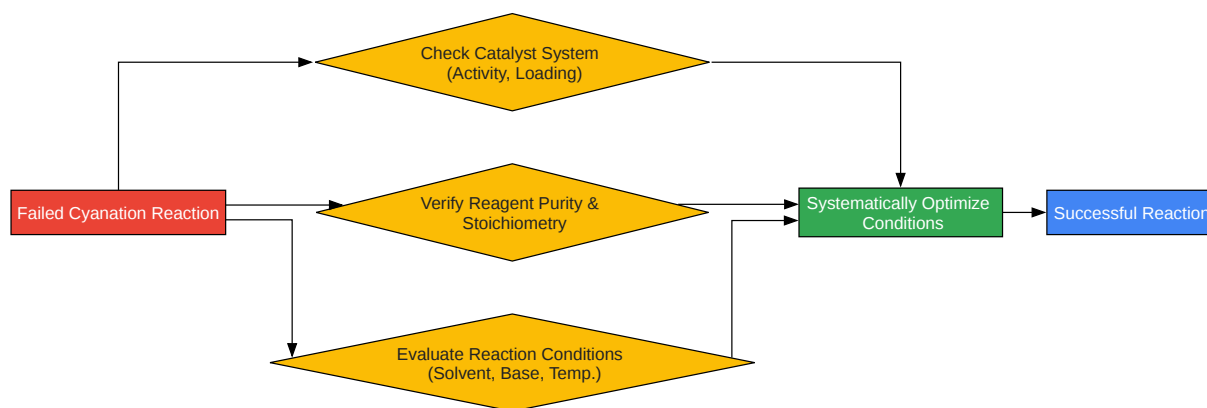 Check Catalyst System
(Activity, Loading)
Failed Cyanation Reaction
Verify Reagent Purity &
Stoichiometry
Systematically Optimize
Conditions
Successful Reaction
Evaluate Reaction Conditions
(Solvent, Base, Temp.)